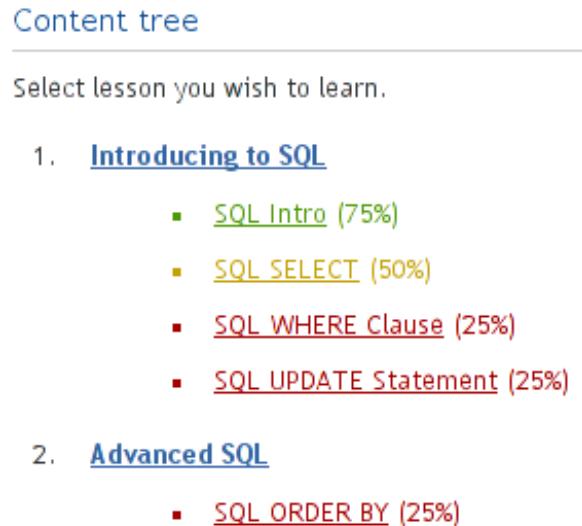 Content tree
Select lesson you wish to learn.
1. Introducing to SQL
▪ SQL Intro (75%)
▪ SQL SELECT (50%)
▪ SQL WHERE Clause (25%)
▪ SQL UPDATE Statement (25%)
2. Advanced SQL
▪ SQL ORDER BY (25%)